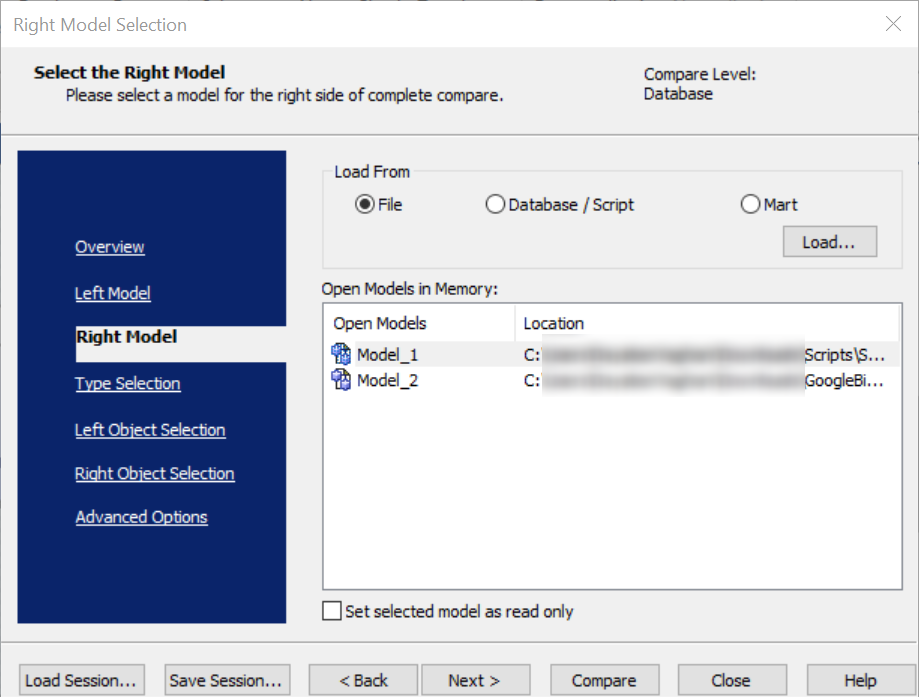 Right Model Selection
Select the Right Model
Please select a model for the right side of complete compare.
Compare Level:
Database
Overview
Left Model
Right Model
Type Selection
Left Object Selection
Right Object Selection
Advanced Options
Load From
File
Database / Script
Mart
Load...
Open Models in Memory:
Open Models
Location
Model_1
C:
Scripts\S...
Model_2
C:
GoogleBi...
Set selected model as read only
Load Session...
Save Session...
< Back
Next >
Compare
Close
Help